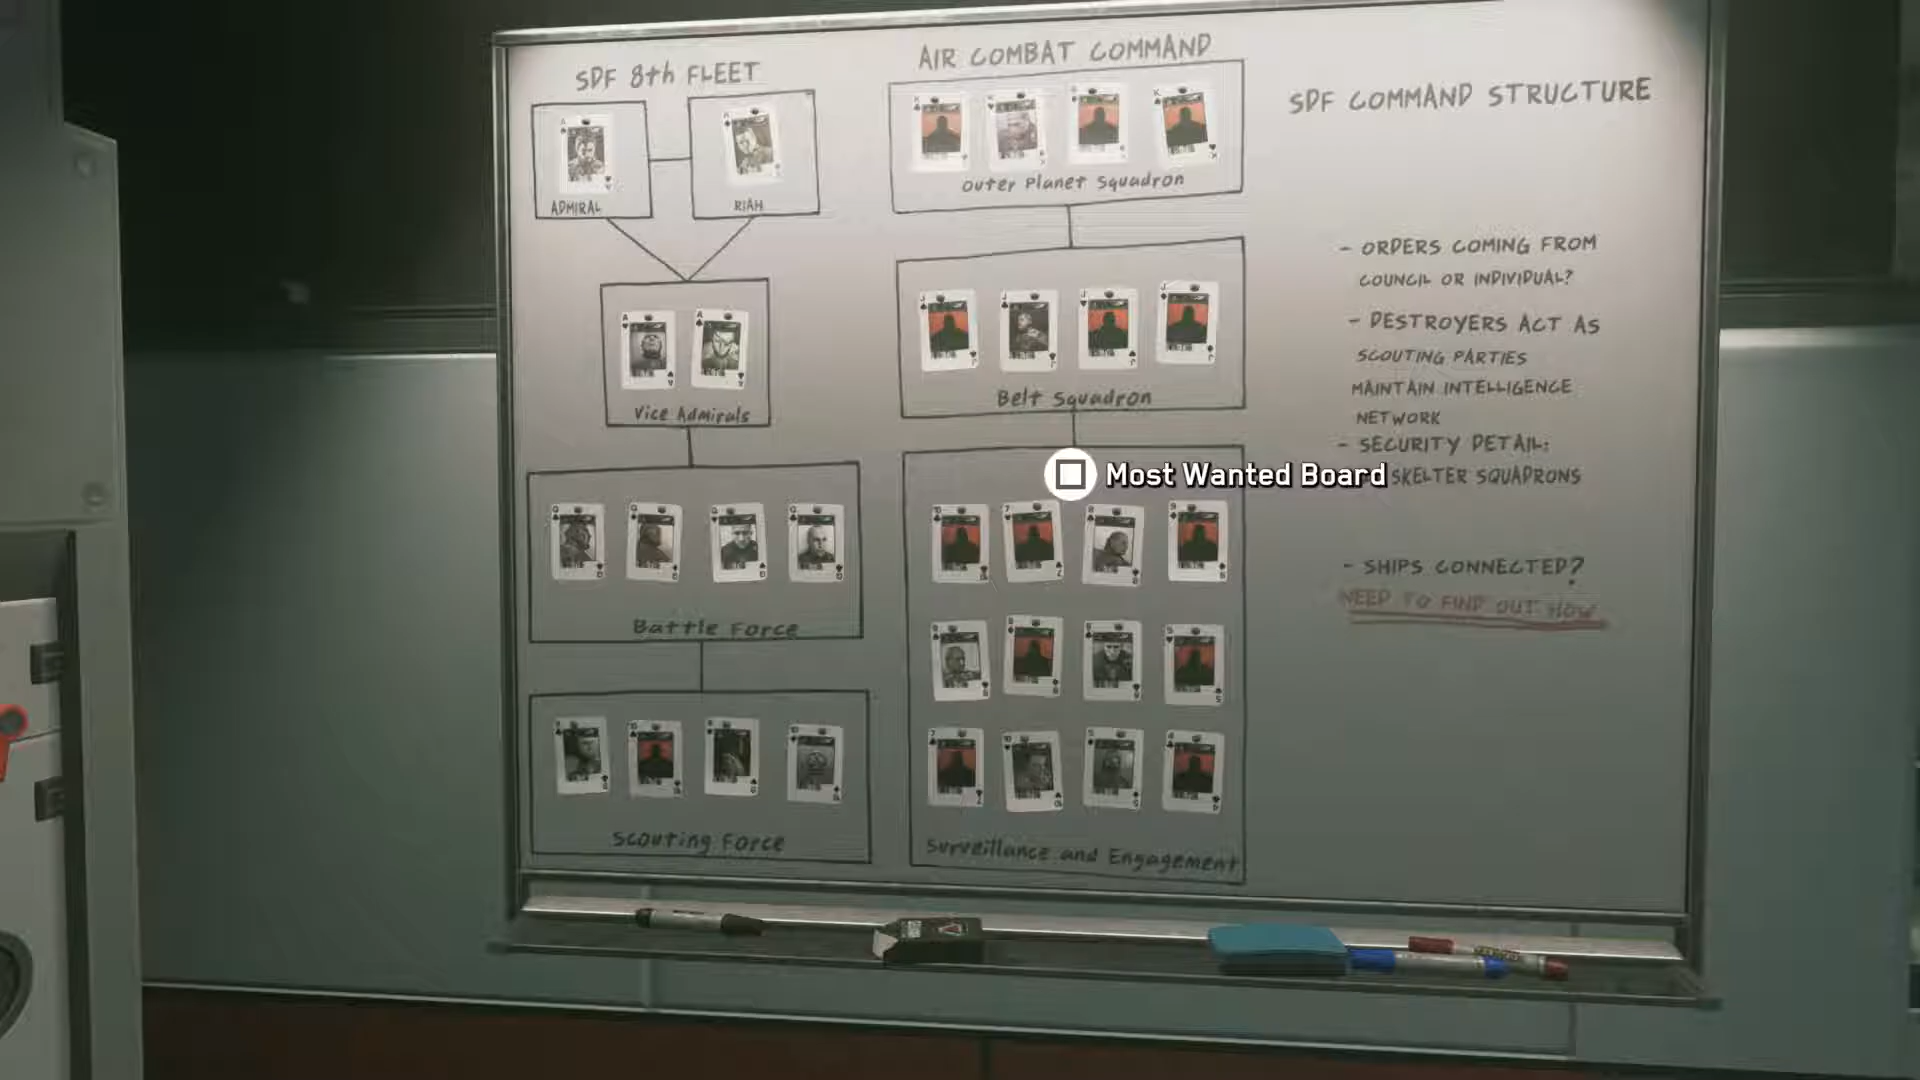 SDF 8th FLEET
ADMIRAL
RIAH
Vice Admirals
Battle Force
Scouting Force
AIR COMBAT COMMAND
Outer Planet Squadron
Belt Squadron
Most Wanted Board
Surveillance and Engagement
SDF COMMAND STRUCTURE
- ORDERS COMING FROM
COUNCIL OR INDIVIDUAL?
- DESTROYERS ACT AS
SCOUTING PARTIES
MAINTAIN INTELLIGENCE
NETWORK
- SECURITY DETAIL:
SKELTER SQUADRONS
- SHIPS CONNECTED?
NEED TO FIND OUT HOW